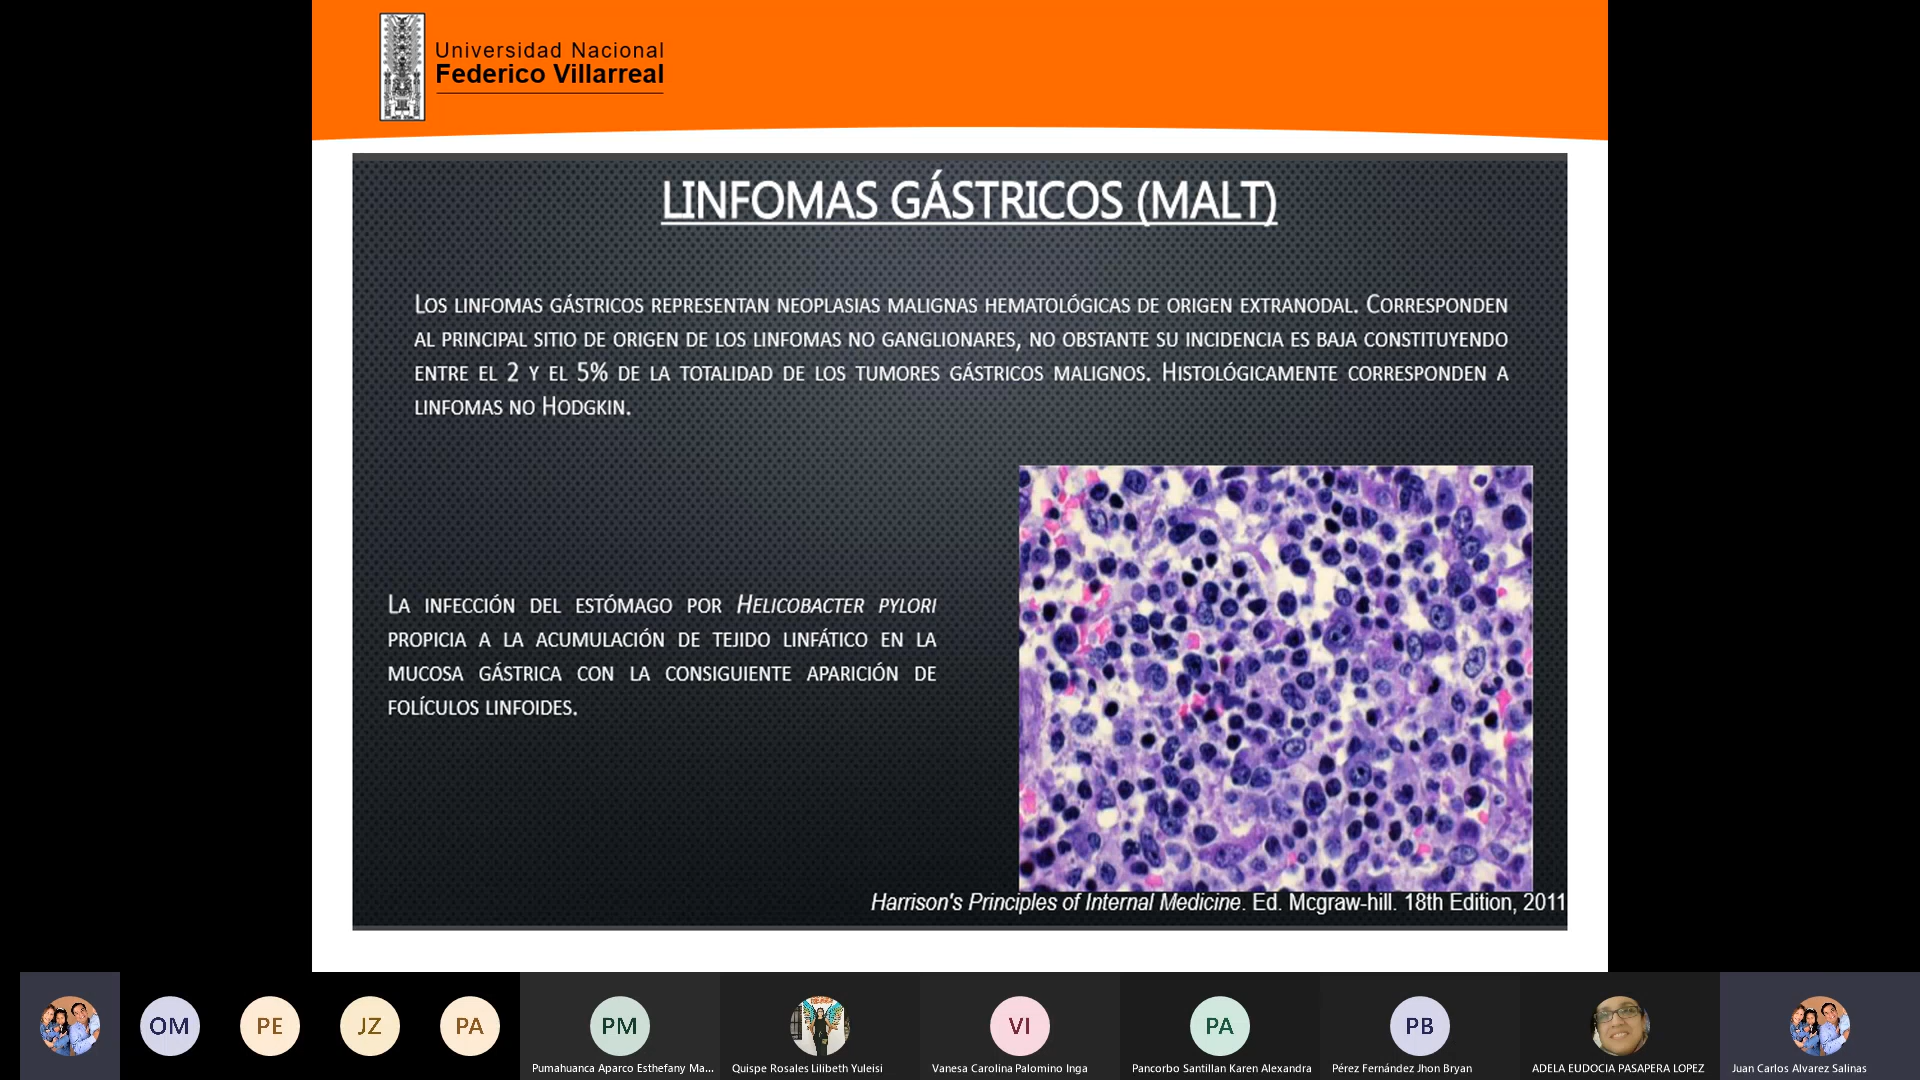 Universidad Nacional
Federico Villarreal
LINFOMAS GÁSTRICOS (MALT)
LOS LINFOMAS GÁSTRICOS REPRESENTAN NEOPLASIAS MALIGNAS HEMATOLÓGICAS DE ORIGEN EXTRANODAL. CORRESPONDEN
AL PRINCIPAL SITIO DE ORIGEN DE LOS LINFOMAS NO GANGLIONARES, NO OBSTANTE SU INCIDENCIA ES BAJA CONSTITUYENDO
ENTRE EL 2 Y EL 5% DE LA TOTALIDAD DE LOS TUMORES GÁSTRICOS MALIGNOS. HISTOLÓGICAMENTE CORRESPONDEN A
LINFOMAS NO HODGKIN.
LA INFECCIÓN DEL ESTÓMAGO POR HELICOBACTER PYLORI
PROPICIA A LA ACUMULACIÓN DE TEJIDO LINFÁTICO EN LA
MUCOSA GÁSTRICA CON LA CONSIGUIENTE APARICIÓN DE
FOLÍCULOS LINFOIDES.
Harrison's Principles of Internal Medicine. Ed. Mcgraw-hill. 18th Edition, 2011
OM
PE
JZ
PA
PM
VI
PA
PB
Pumahuanca Aparco Esthefany Ma...
Quispe Rosales Lilibeth Yuleisi
Vanesa Carolina Palomino Inga
Pancorbo Santillan Karen Alexandra
Pérez Fernández Jhon Bryan
ADELA EUDOCIA PASAPERA LOPEZ
Juan Carlos Alvarez Salinas